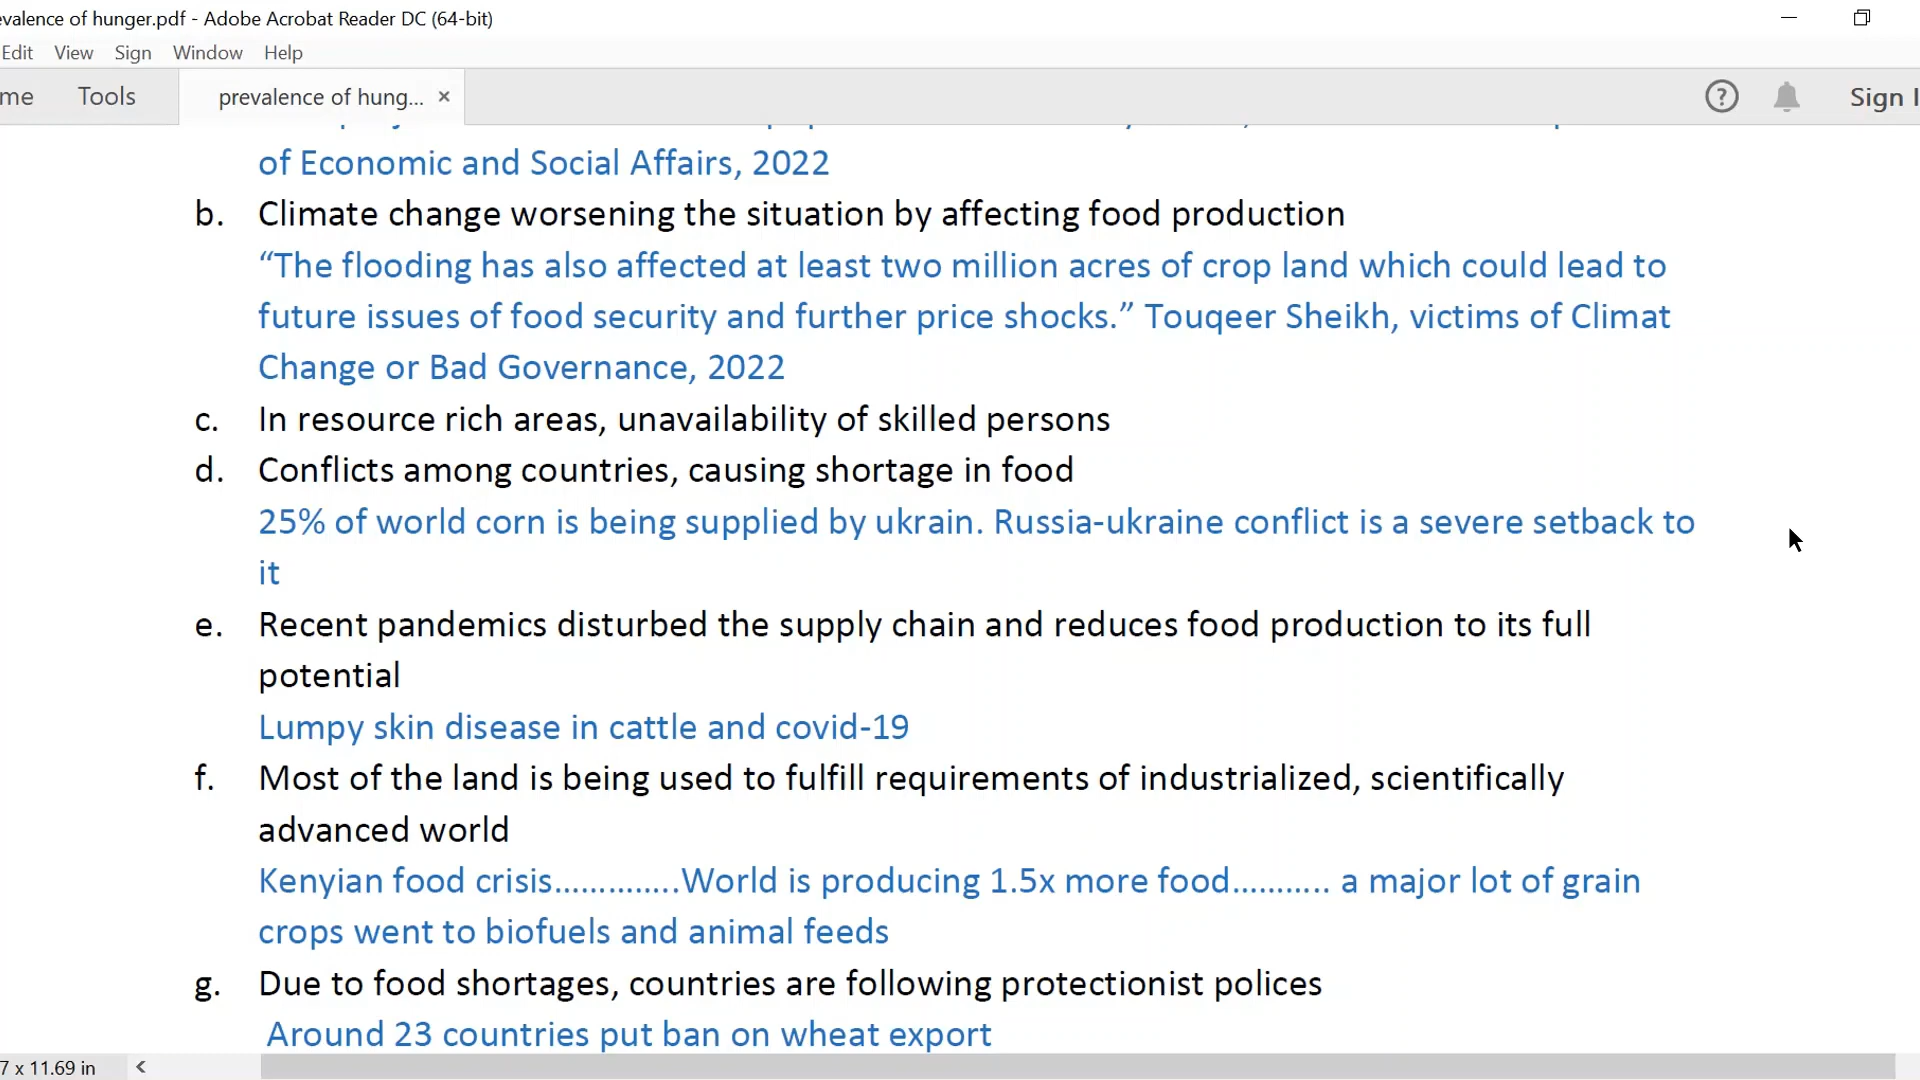 evalence of hunger.pdf - Adobe Acrobat Reader DC (64-bit)
Edit View Sign Window Help
me Tools prevalence of hung... × ? Sign I
of Economic and Social Affairs, 2022
b. Climate change worsening the situation by affecting food production
“The flooding has also affected at least two million acres of crop land which could lead to
future issues of food security and further price shocks.” Touqeer Sheikh, victims of Climat
Change or Bad Governance, 2022
c. In resource rich areas, unavailability of skilled persons
d. Conflicts among countries, causing shortage in food
25% of world corn is being supplied by ukrain. Russia-ukraine conflict is a severe setback to
it
e. Recent pandemics disturbed the supply chain and reduces food production to its full
potential
Lumpy skin disease in cattle and covid-19
f. Most of the land is being used to fulfill requirements of industrialized, scientifically
advanced world
Kenyian food crisis..............World is producing 1.5x more food........... a major lot of grain
crops went to biofuels and animal feeds
g. Due to food shortages, countries are following protectionist polices
Around 23 countries put ban on wheat export
7 x 11.69 in <